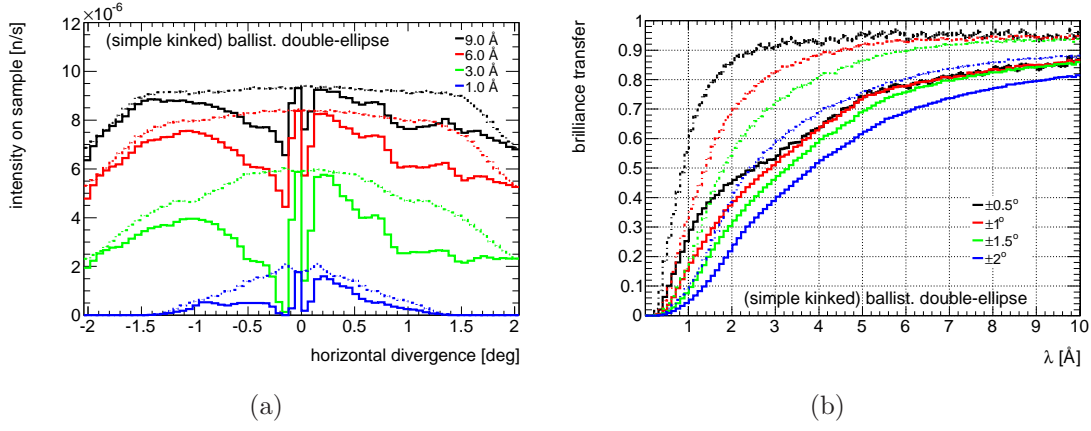 ×10⁻⁶
(simple kinked) ballist. double-ellipse
9.0 Å
6.0 Å
3.0 Å
1.0 Å
intensity on sample [n/s]
12
10
8
6
4
2
0
-2 -1.5 -1 -0.5 0 0.5 1 1.5 2
horizontal divergence [deg]
(a)
brilliance transfer
1
0.9
0.8
0.7
0.6
0.5
0.4
0.3
0.2
0.1
0
±0.5°
±1°
±1.5°
±2°
(simple kinked) ballist. double-ellipse
1 2 3 4 5 6 7 8 9 10
λ [Å]
(b)